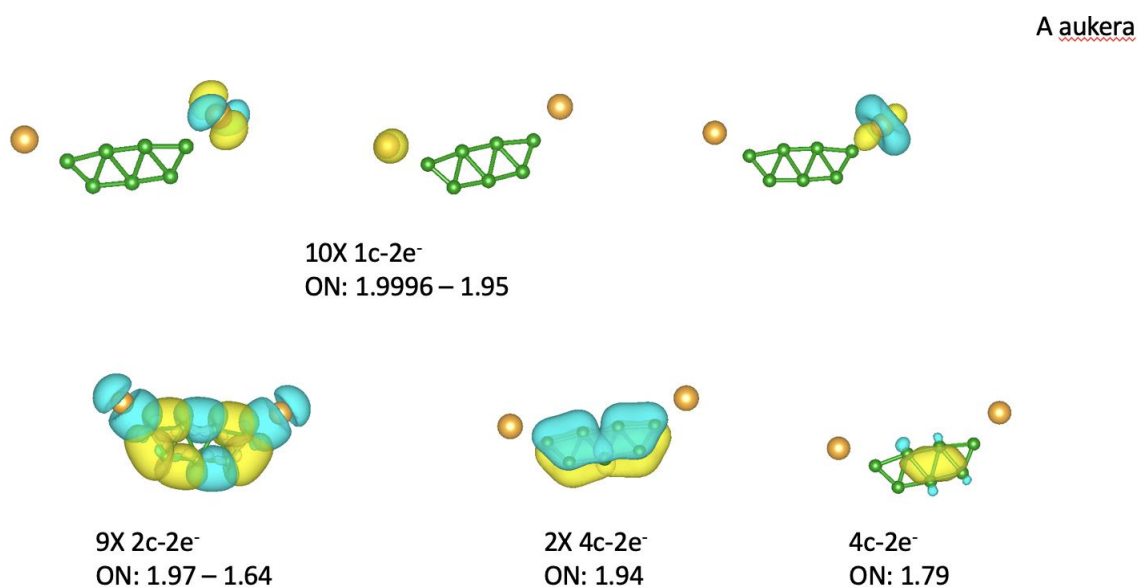 A aukera
10X 1c-2e⁻
ON: 1.9996 – 1.95
9X 2c-2e⁻
ON: 1.97 – 1.64
2X 4c-2e⁻
ON: 1.94
4c-2e⁻
ON: 1.79